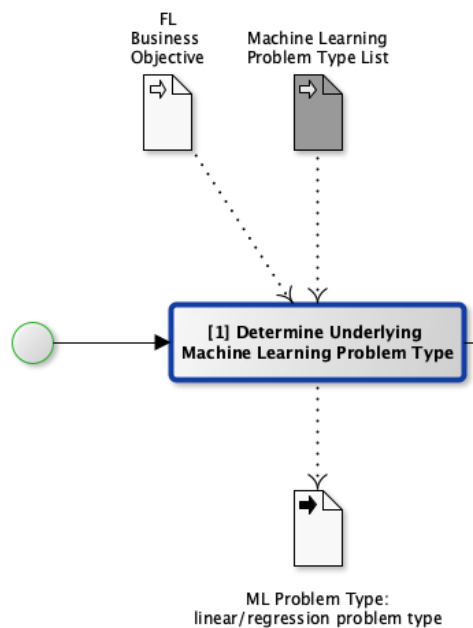 FL
Business
Objective
Machine Learning
Problem Type List
[1] Determine Underlying
Machine Learning Problem Type
ML Problem Type:
linear/regression problem type